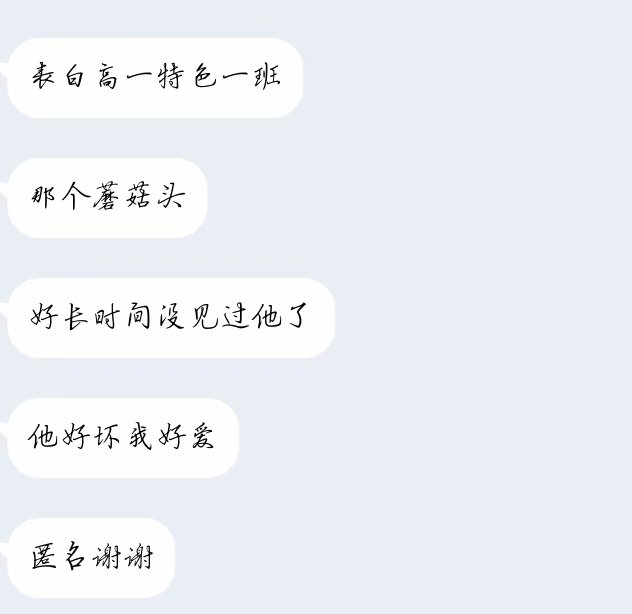 表白高一特色一班
那个蘑菇头
好长时间没见过他了
他好坏我好爱
匿名谢谢